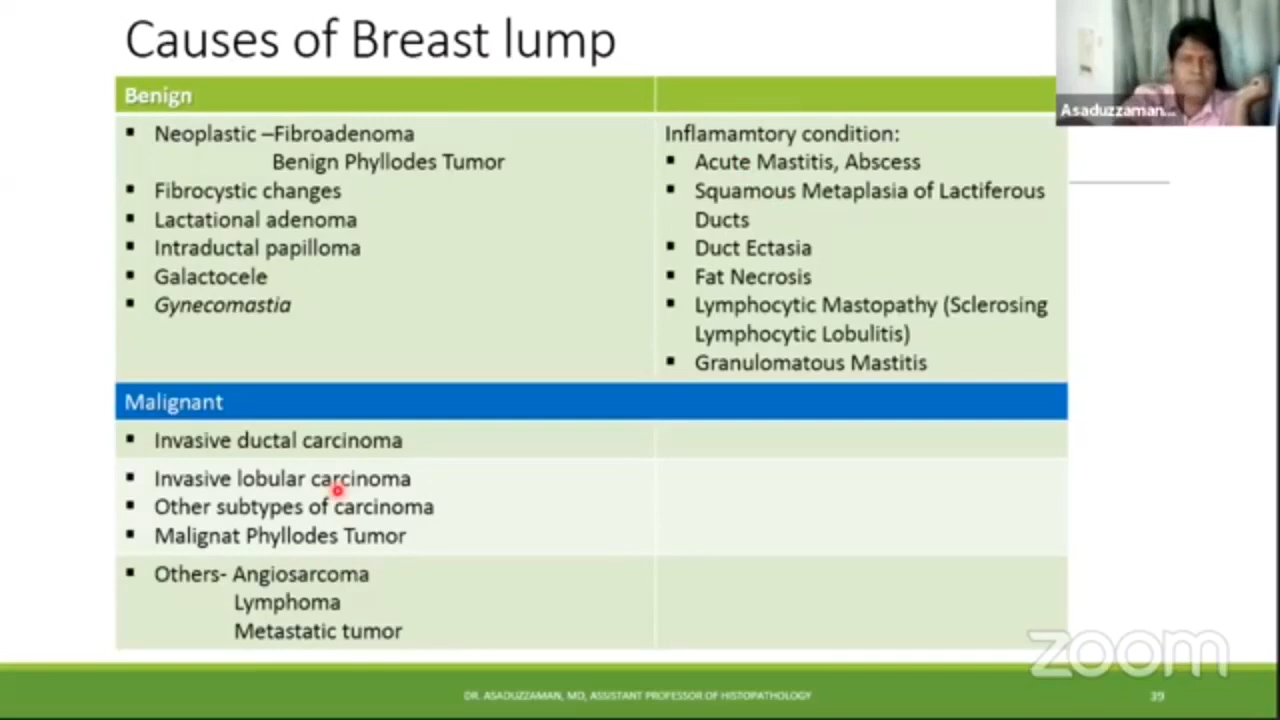 Causes of Breast lump
Benign
▪ Neoplastic –Fibroadenoma
Benign Phyllodes Tumor
▪ Fibrocystic changes
▪ Lactational adenoma
▪ Intraductal papilloma
▪ Galactocele
▪ Gynecomastia
Inflamamtory condition:
▪ Acute Mastitis, Abscess
▪ Squamous Metaplasia of Lactiferous
Ducts
▪ Duct Ectasia
▪ Fat Necrosis
▪ Lymphocytic Mastopathy (Sclerosing
Lymphocytic Lobulitis)
▪ Granulomatous Mastitis
Malignant
▪ Invasive ductal carcinoma
▪ Invasive lobular carcinoma
▪ Other subtypes of carcinoma
▪ Malignat Phyllodes Tumor
▪ Others- Angiosarcoma
Lymphoma
Metastatic tumor
Asaduzzaman...
zoom
DR. ASADUZZAMAN, MD, ASSISTANT PROFESSOR OF HISTOPATHOLOGY
39